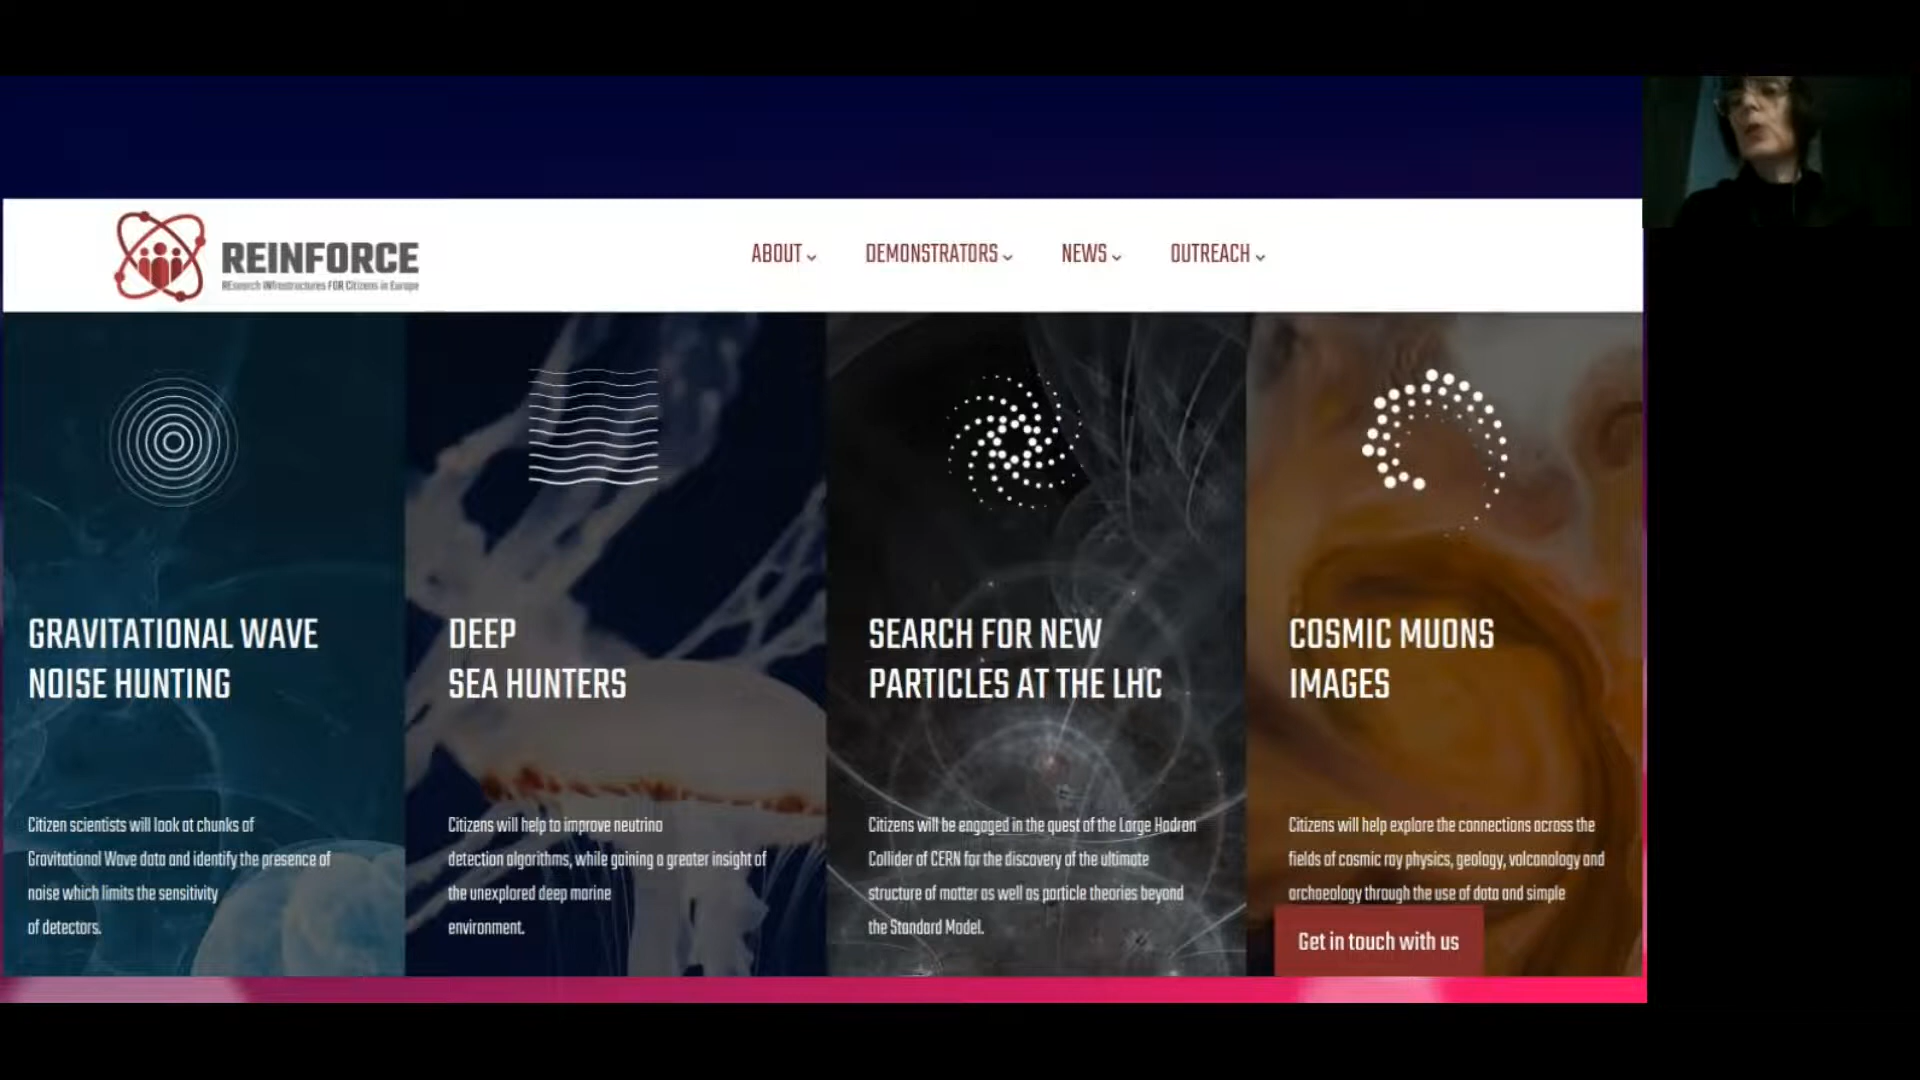 REINFORCE
REsearch INfrastructures FOR Citizens in Europe
ABOUT
DEMONSTRATORS
NEWS
OUTREACH
GRAVITATIONAL WAVE
NOISE HUNTING
Citizen scientists will look at chunks of
Gravitational Wave data and identify the presence of
noise which limits the sensitivity
of detectors.
DEEP
SEA HUNTERS
Citizens will help to improve neutrino
detection algorithms, while gaining a greater insight of
the unexplored deep marine
environment.
SEARCH FOR NEW
PARTICLES AT THE LHC
Citizens will be engaged in the quest of the Large Hadron
Collider of CERN for the discovery of the ultimate
structure of matter as well as particle theories beyond
the Standard Model.
COSMIC MUONS
IMAGES
Citizens will help explore the connections across the
fields of cosmic ray physics, geology, volcanology and
archaeology through the use of data and simple
Get in touch with us